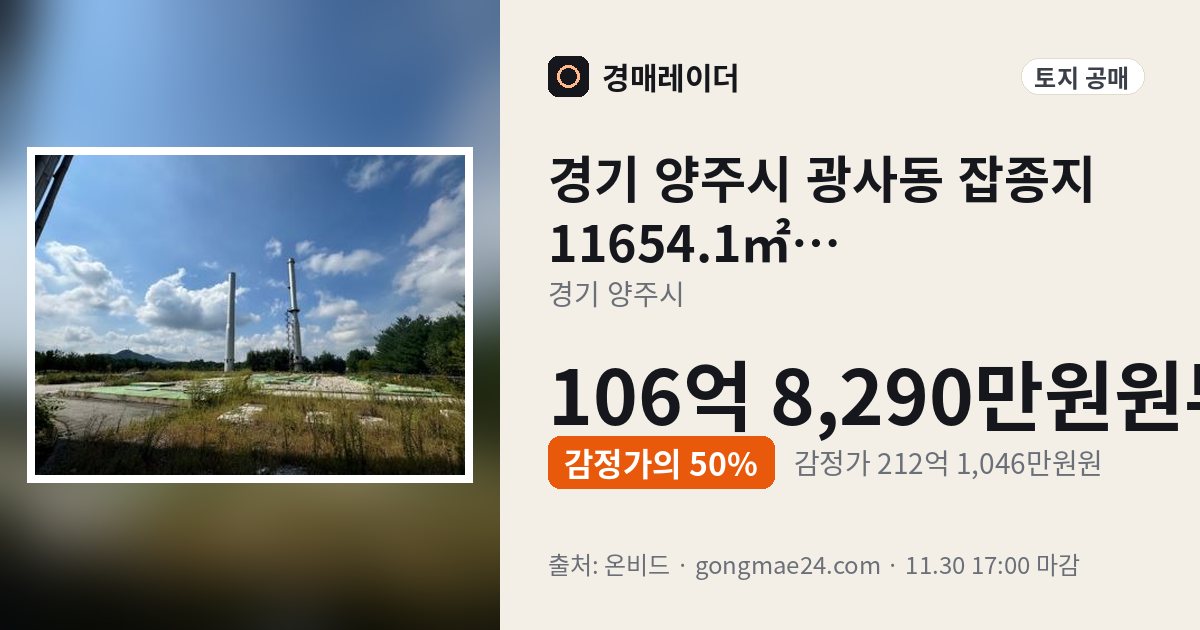 경매레이더
토지 공매
경기 양주시 광사동 잡종지
11654.1㎡…
경기 양주시
106억 8,290만원원
감정가의 50%
감정가 212억 1,046만원원
출처: 온비드 · gongmae24.com · 11.30 17:00 마감